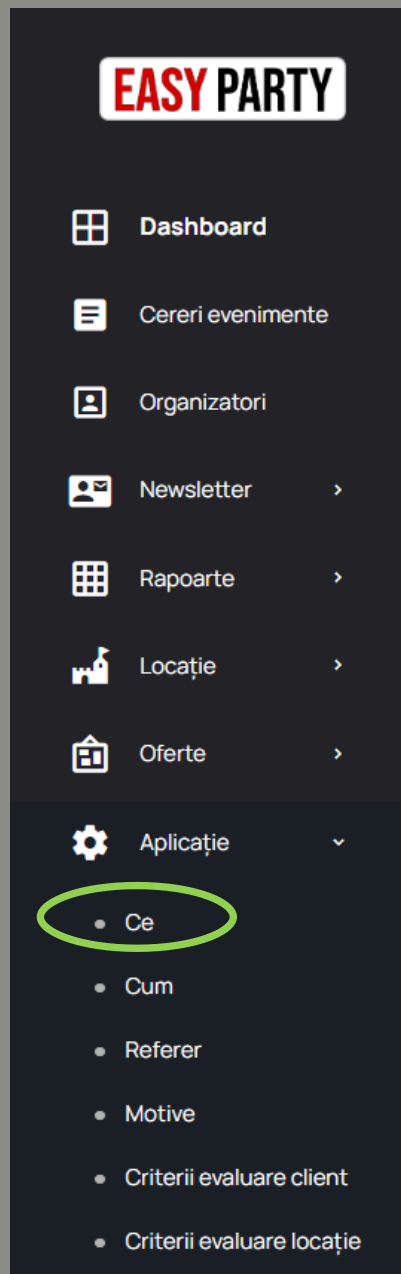 EASY PARTY
Dashboard
Cereri evenimente
Organizatori
Newsletter
Rapoarte
Locație
Oferte
Aplicație
Ce
Cum
Referer
Motive
Criterii evaluare client
Criterii evaluare locație